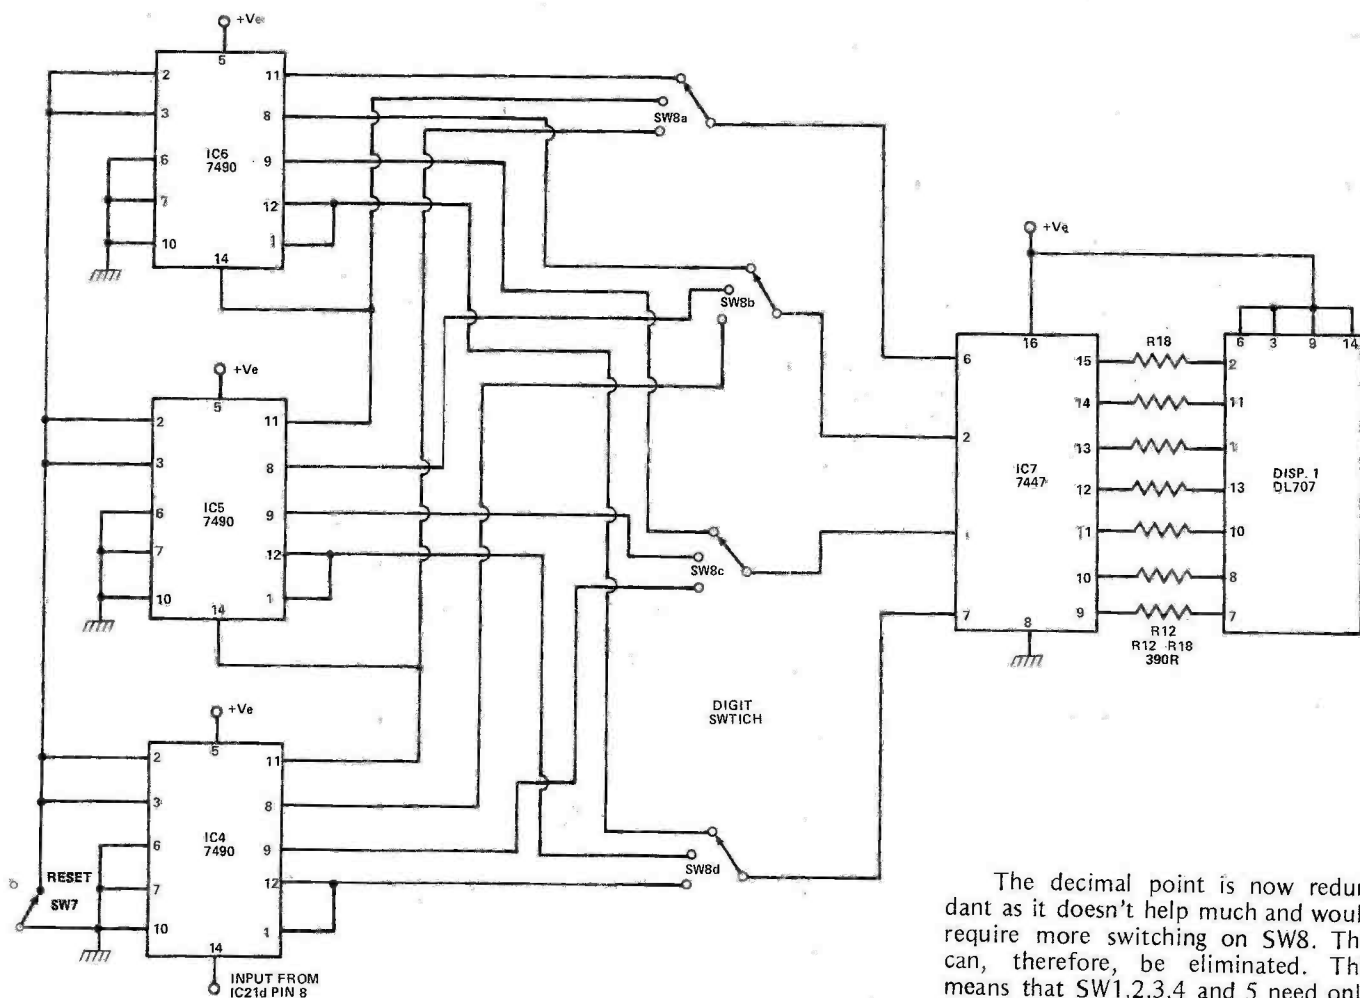 +Ve
5
2
11
3
8
IC6
7490
6
9
7
12
10
1
14
SW8a
SW8b
+Ve
5
2
11
3
8
IC5
7490
6
9
7
12
10
1
14
SW8c
+Ve
16
6
15
R18
2
14
11
2
13
1
IC7
7447
12
13
DISP. 1
DL707
1
11
10
10
8
7
9
7
8
R12
R12 R18
390R
6
3
9
14
DIGIT
SWTICH
+Ve
5
2
11
3
8
IC4
7490
6
9
7
12
10
1
14
SW8d
RESET
SW7
INPUT FROM
IC21d PIN 8
The decimal point is now redun
dant as it doesn't help much and woul
require more switching on SW8. Th
can, therefore, be eliminated. Th
means that SW1,2,3,4 and 5 need onl